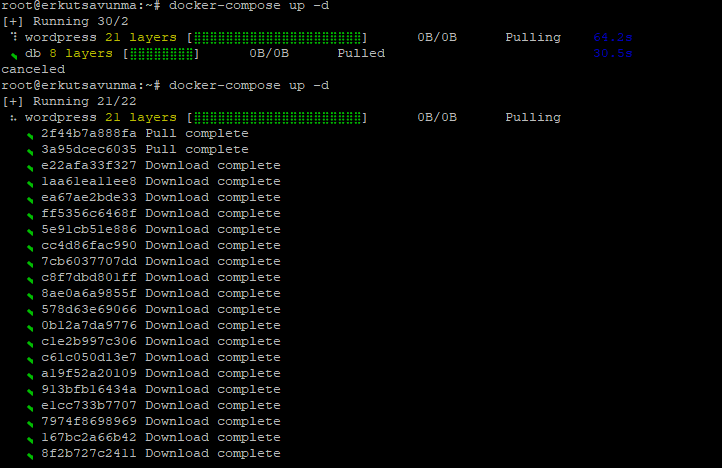 root@erkutsavunma:~# docker-compose up -d
[+] Running 30/2
⠹ wordpress 21 layers [⣿⣿⣿⣿⣿⣿⣿⣿⣿⣿⣿⣿⣿⣿⣿⣿⣿⣿⣿⣿⣿] 0B/0B Pulling 64.2s
✔ db 8 layers [⣿⣿⣿⣿⣿⣿⣿⣿] 0B/0B Pulled 30.5s
canceled
root@erkutsavunma:~# docker-compose up -d
[+] Running 21/22
⠦ wordpress 21 layers [⣿⣿⣿⣿⣿⣿⣿⣿⣿⣿⣿⣿⣿⣿⣿⣿⣿⣿⣿⣿⣿] 0B/0B Pulling
✔ 2f44b7a888fa Pull complete
✔ 3a95dcec6035 Pull complete
✔ e22afa33f327 Download complete
✔ 1aa61ea11ee8 Download complete
✔ ea67ae2bde33 Download complete
✔ ff5356c6468f Download complete
✔ 5e91cb51e886 Download complete
✔ cc4d86fac990 Download complete
✔ 7cb6037707dd Download complete
✔ c8f7dbd801ff Download complete
✔ 8ae0a6a9855f Download complete
✔ 578d63e69066 Download complete
✔ 0b12a7da9776 Download complete
✔ c1e2b997c306 Download complete
✔ c61c050d13e7 Download complete
✔ a19f52a20109 Download complete
✔ 913bfb16434a Download complete
✔ e1cc733b7707 Download complete
✔ 7974f8698969 Download complete
✔ 167bc2a66b42 Download complete
✔ 8f2b727c2411 Download complete